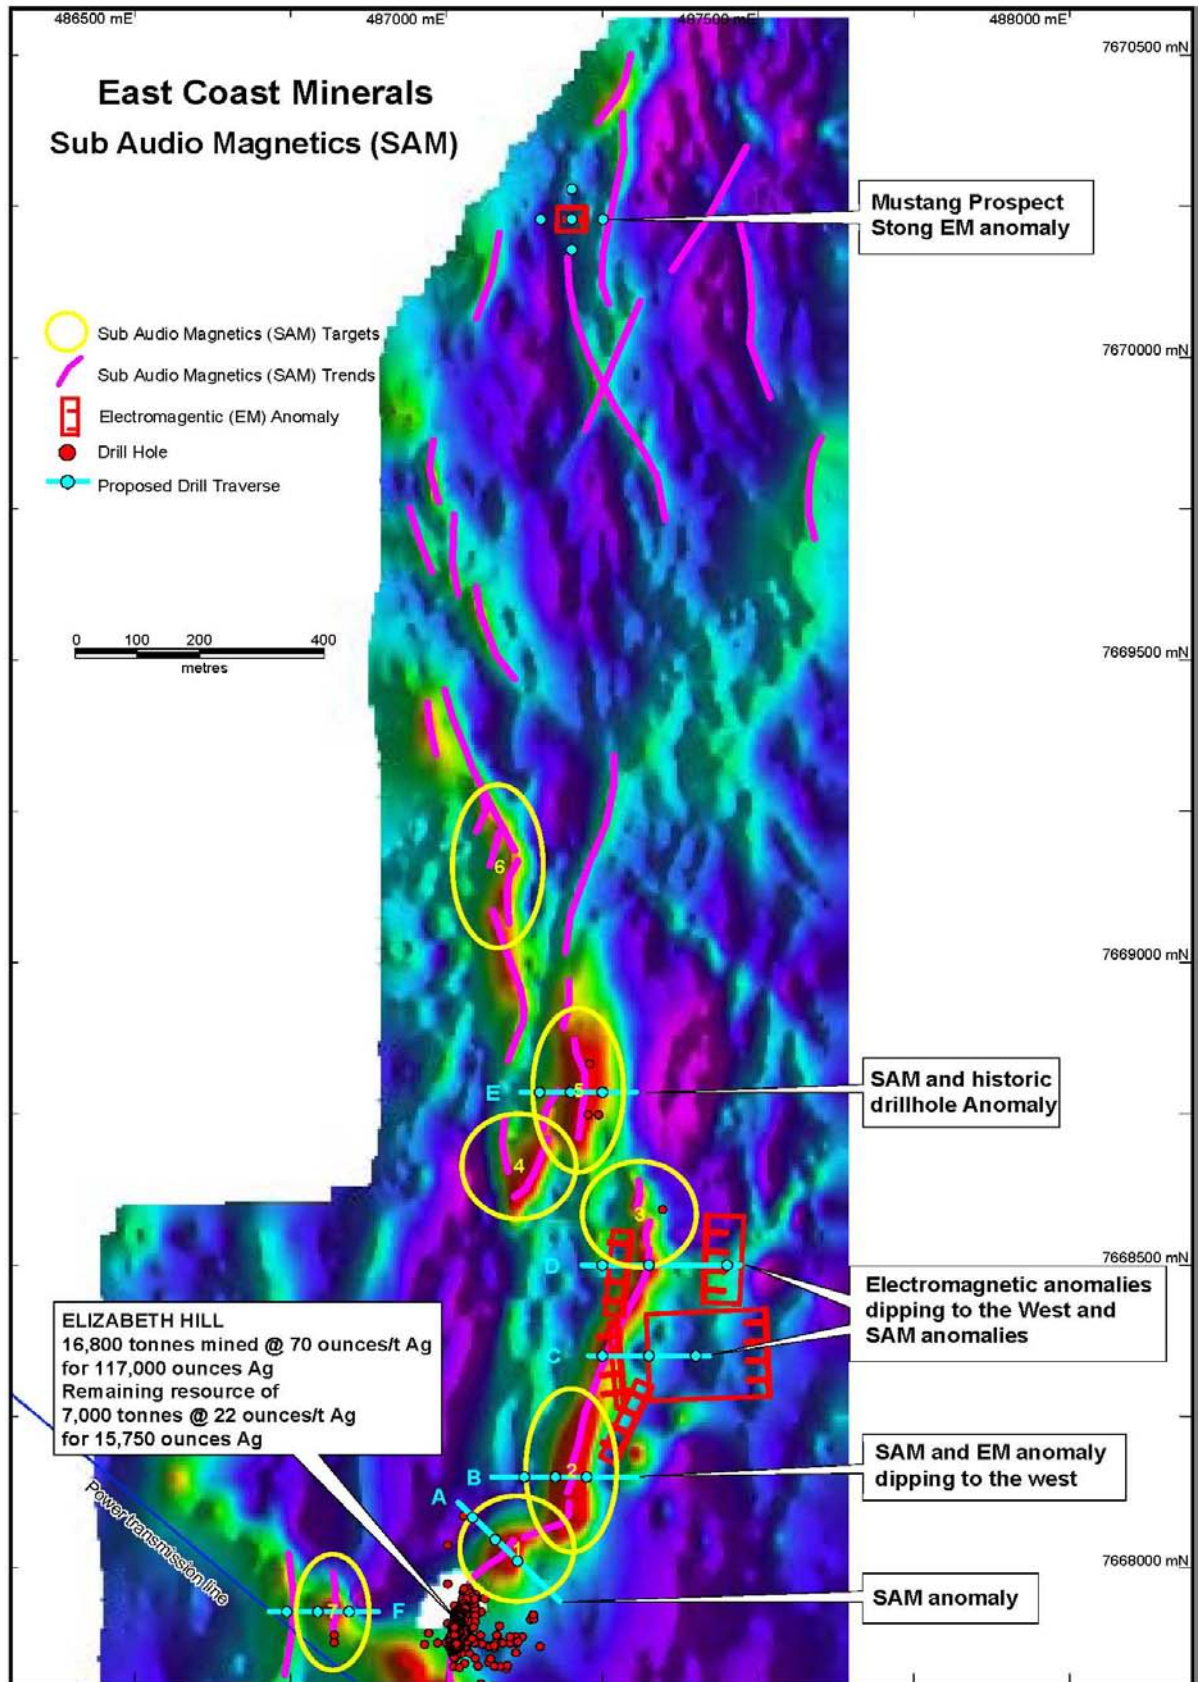 486500 mE
487000 mE
487500 mE
488000 mE
7670500 mN
East Coast Minerals
Sub Audio Magnetics (SAM)
Mustang Prospect
Stong EM anomaly
Sub Audio Magnetics (SAM) Targets
Sub Audio Magnetics (SAM) Trends
Electromagentic (EM) Anomaly
Drill Hole
Proposed Drill Traverse
7670000 mN
0 100 200 400
metres
7669500 mN
6
7669000 mN
E
5
SAM and historic
drillhole Anomaly
4
3
D
7668500 mN
Electromagnetic anomalies
dipping to the West and
SAM anomalies
C
ELIZABETH HILL
16,800 tonnes mined @ 70 ounces/t Ag
for 117,000 ounces Ag
Remaining resource of
7,000 tonnes @ 22 ounces/t Ag
for 15,750 ounces Ag
2
B
SAM and EM anomaly
dipping to the west
A
1
Power transmission line
7668000 mN
SAM anomaly
7
F